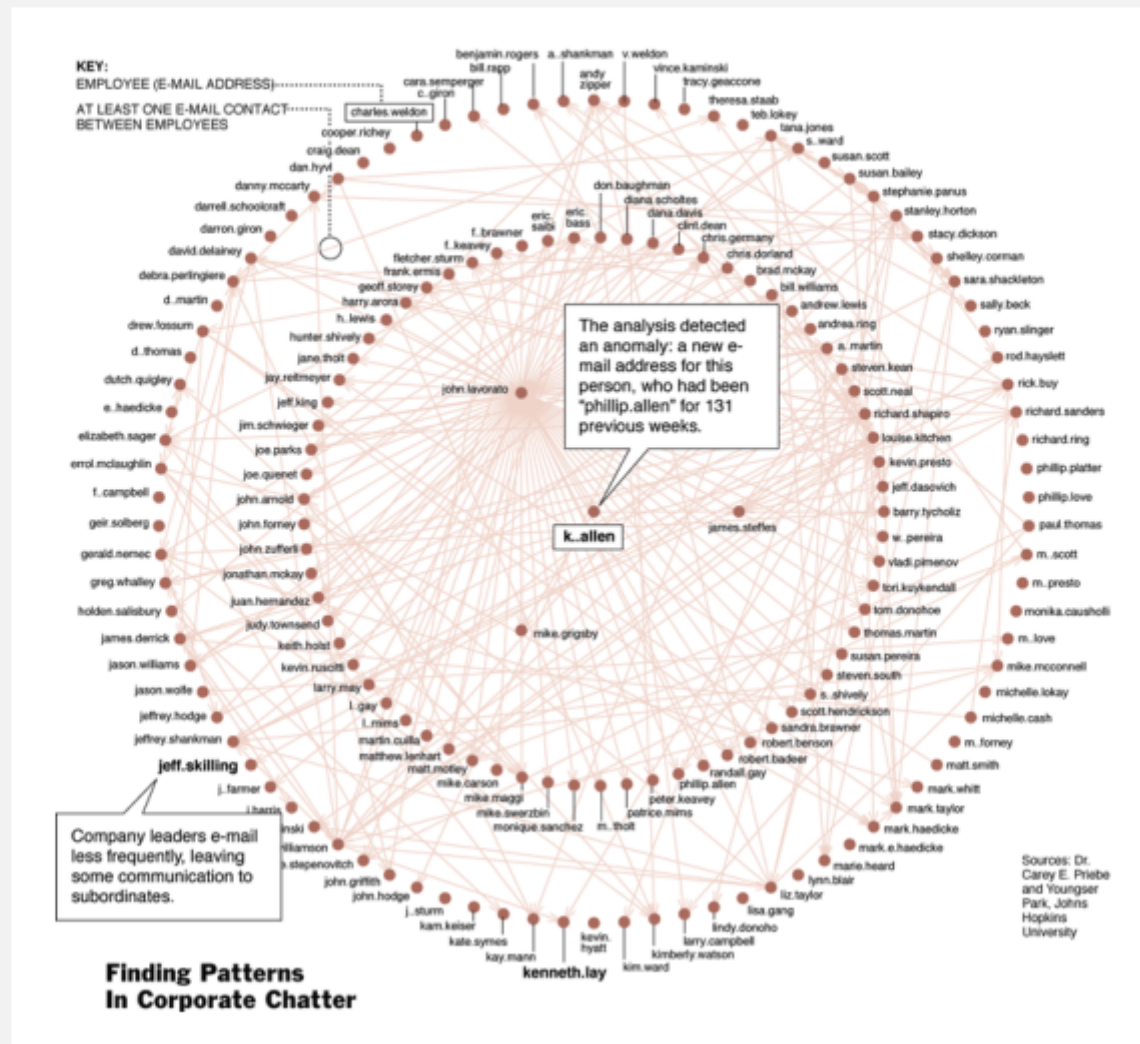 KEY:
EMPLOYEE (E-MAIL ADDRESS)
AT LEAST ONE E-MAIL CONTACT
BETWEEN EMPLOYEES
benjamin.rogers
a..shankman
v.weldon
bill.rapp
andy
zipper
vince.kaminski
cara.semperger
tracy.geaccone
c..giron
theresa.staab
charles.weldon
teb.lokey
cooper.richey
tana.jones
craig.dean
s..ward
dan.hyvl
susan.scott
danny.mccarty
susan.bailey
darrell.schoolcraft
stephanie.panus
darron.giron
stanley.horton
david.delainey
stacy.dickson
debra.perlingiere
shelley.corman
d..martin
sara.shackleton
drew.fossum
sally.beck
d..thomas
ryan.slinger
dutch.quigley
rod.hayslett
e..haedicke
rick.buy
elizabeth.sager
richard.sanders
errol.mclaughlin
richard.ring
f..campbell
phillip.platter
geir.solberg
phillip.love
gerald.nemec
paul.thomas
greg.whalley
m..scott
holden.salisbury
m..presto
james.derrick
monika.causholli
jason.williams
m..love
jason.wolfe
mike.mcconnell
jeffrey.hodge
michelle.lokay
jeffrey.shankman
michelle.cash
jeff.skilling
m..forney
j..farmer
matt.smith
mark.whitt
mark.taylor
inski
mark.haedicke
illiamson
mark.e.haedicke
e.stepenovitch
marie.heard
john.griffith
lynn.blair
john.hodge
liz.taylor
j..sturm
lisa.gang
kam.keiser
lindy.donoho
kate.symes
larry.campbell
kay.mann
kimberly.watson
kenneth.lay
kevin.
hyatt
kim.ward
don.baughman
diana.scholtes
eric.
saibi
eric.
bass
dana.davis
f..brawner
clint.dean
f..keavey
chris.germany
fletcher.sturm
chris.dorland
frank.ermis
brad.mckay
geoff.storey
bill.williams
harry.arora
andrew.lewis
h..lewis
andrea.ring
hunter.shively
a..martin
jane.tholt
steven.kean
jay.reitmeyer
scott.neal
jeff.king
richard.shapiro
jim.schwieger
louise.kitchen
joe.parks
kevin.presto
joe.quenet
jeff.dasovich
john.arnold
barry.tycholiz
john.forney
w..pereira
john.zufferli
vladi.pimenov
jonathan.mckay
tori.kuykendall
juan.hernandez
tom.donohoe
judy.townsend
thomas.martin
keith.holst
susan.pereira
kevin.ruscitti
steven.south
larry.may
s..shively
l..gay
scott.hendrickson
l..mims
sandra.brawner
martin.cuilla
robert.benson
matthew.lenhart
robert.badeer
matt.motley
randall.gay
mike.carson
phillip.allen
mike.maggi
peter.keavey
mike.swerzbin
patrice.mims
monique.sanchez
m..tholt
john.lavorato
The analysis detected
an anomaly: a new e-
mail address for this
person, who had been
“phillip.allen” for 131
previous weeks.
k..allen
james.steffes
mike.grigsby
Company leaders e-mail
less frequently, leaving
some communication to
subordinates.
Sources: Dr.
Carey E. Priebe
and Youngser
Park, Johns
Hopkins
University
Finding Patterns
In Corporate Chatter